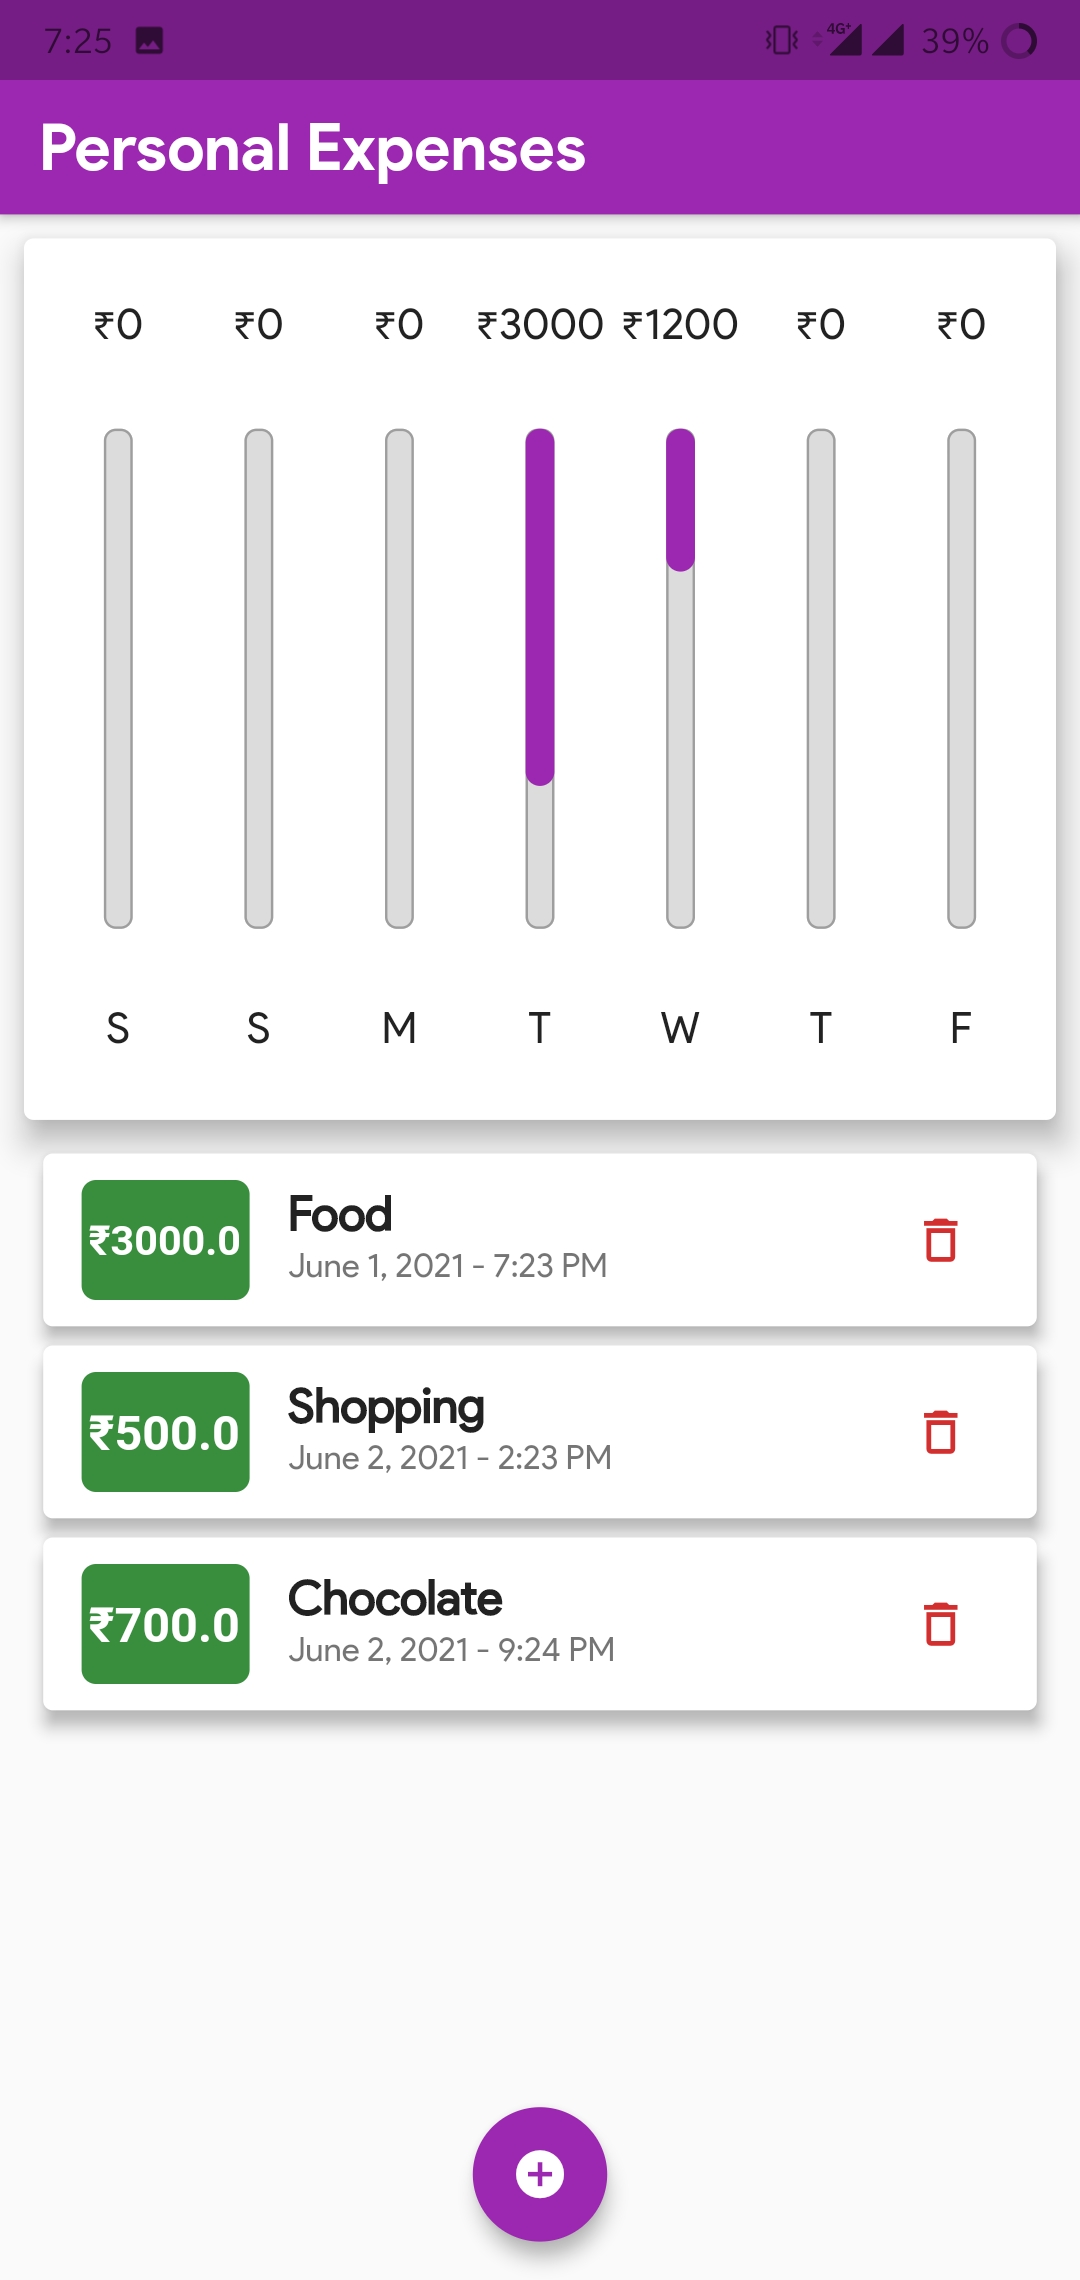 7:25 4G+ 39%
Personal Expenses
₹0 ₹0 ₹0 ₹3000 ₹1200 ₹0 ₹0
S S M T W T F
₹3000.0
Food
June 1, 2021 - 7:23 PM
₹500.0
Shopping
June 2, 2021 - 2:23 PM
₹700.0
Chocolate
June 2, 2021 - 9:24 PM